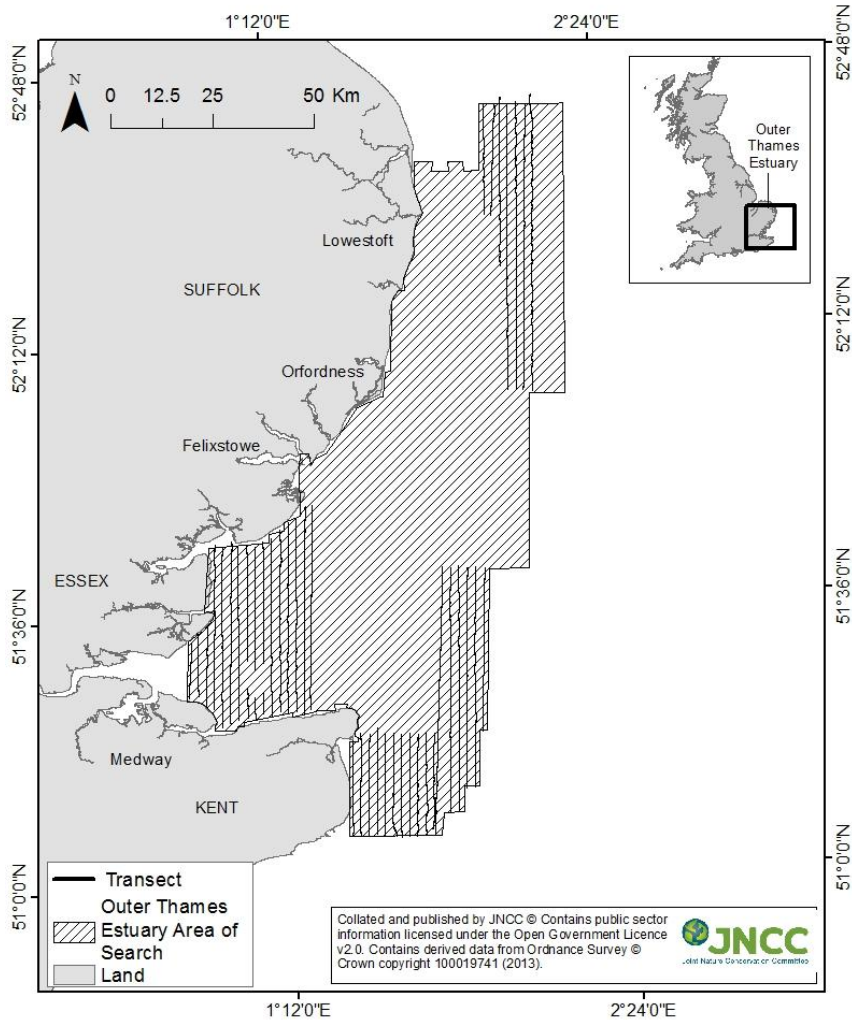 1°12'0"E
2°24'0"E
52°48'0"N
52°48'0"N
N
0 12.5 25 50 Km
Outer
Thames
Estuary
Lowestoft
SUFFOLK
52°12'0"N
52°12'0"N
Orfordness
Felixstowe
ESSEX
51°36'0"N
51°36'0"N
Medway
KENT
51°0'0"N
51°0'0"N
Transect
Outer Thames
Estuary Area of
Search
Land
Collated and published by JNCC © Contains public sector
information licensed under the Open Government Licence
v2.0. Contains derived data from Ordnance Survey ©
Crown copyright 100019741 (2013).
JNCC
Joint Nature Conservation Committee
1°12'0"E
2°24'0"E